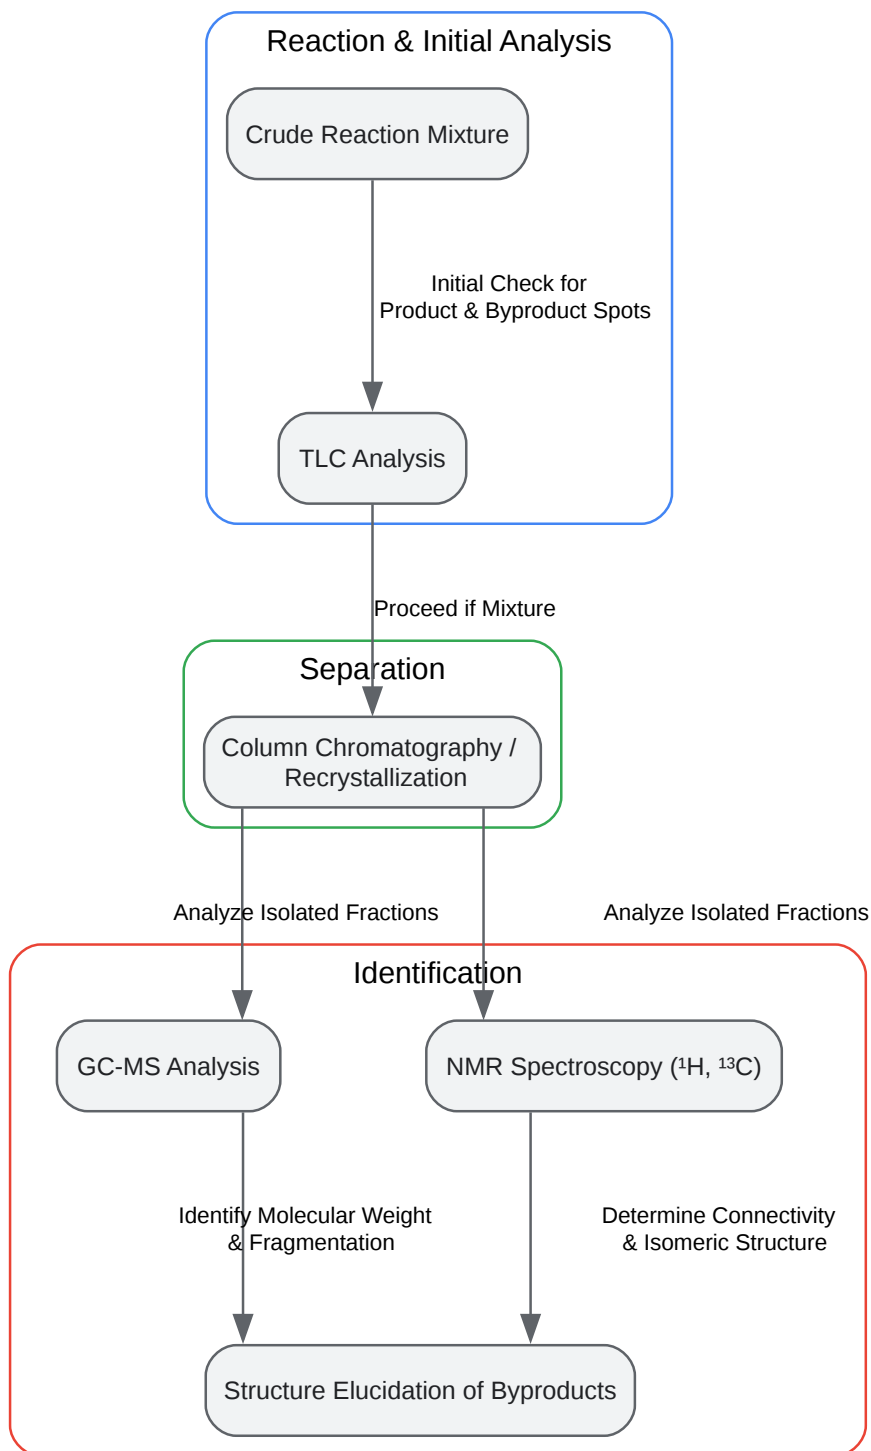 Reaction & Initial Analysis
Crude Reaction Mixture
Initial Check for
Product & Byproduct Spots
TLC Analysis
Proceed if Mixture
Separation
Column Chromatography /
Recrystallization
Analyze Isolated Fractions
Analyze Isolated Fractions
Identification
GC-MS Analysis
NMR Spectroscopy (¹H, ¹³C)
Identify Molecular Weight
& Fragmentation
Determine Connectivity
& Isomeric Structure
Structure Elucidation of Byproducts